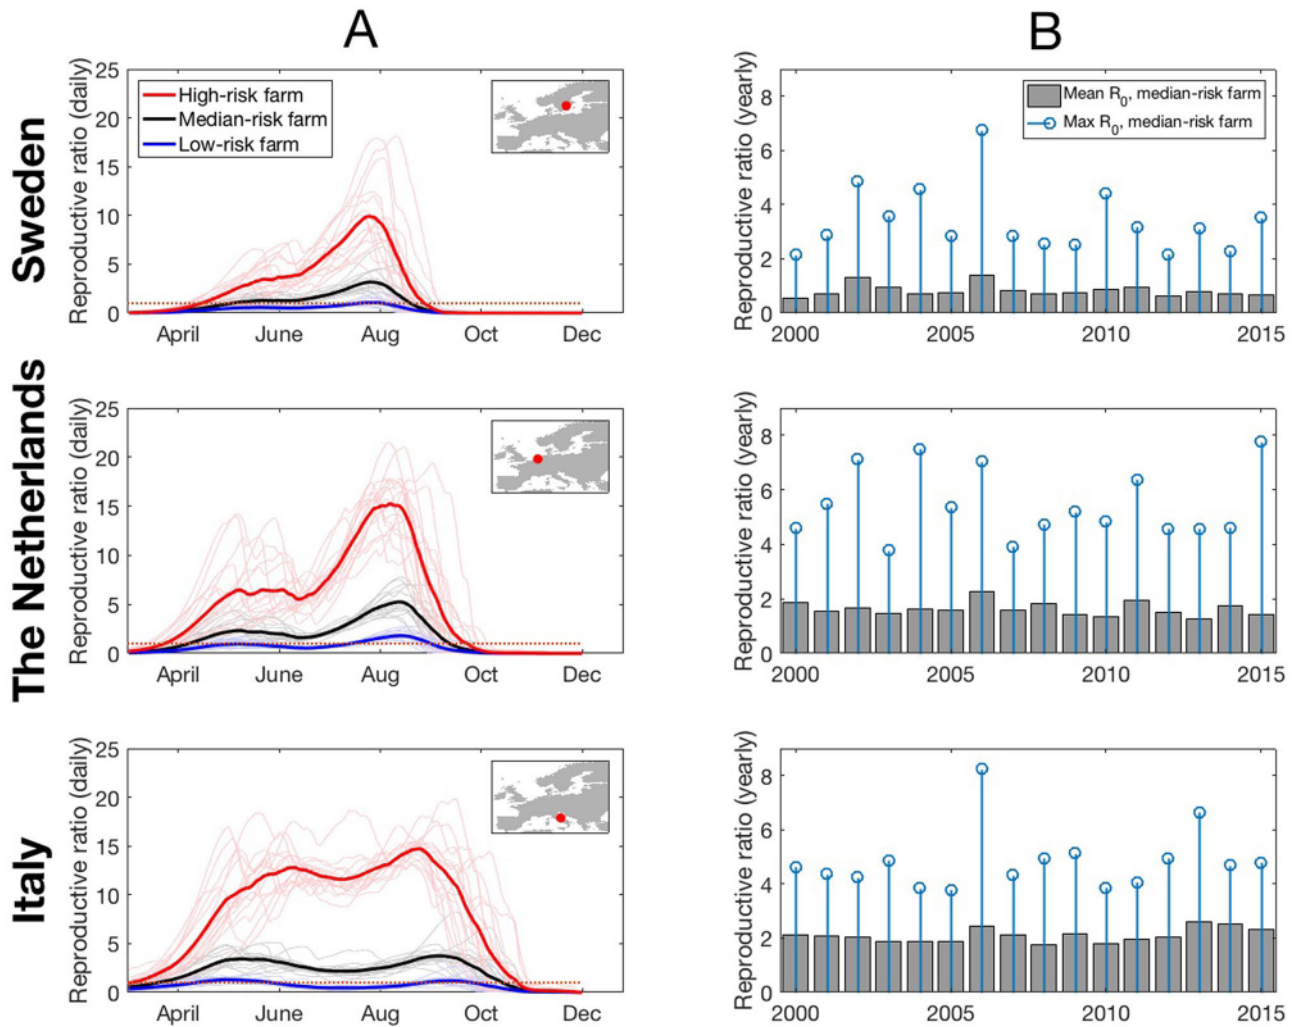 A
B
Sweden
Reproductive ratio (daily)
25
20
15
10
5
0
High-risk farm
Median-risk farm
Low-risk farm
April
June
Aug
Oct
Dec
Reproductive ratio (yearly)
8
6
4
2
0
Mean R0, median-risk farm
Max R0, median-risk farm
2000
2005
2010
2015
The Netherlands
Reproductive ratio (daily)
25
20
15
10
5
0
April
June
Aug
Oct
Dec
Reproductive ratio (yearly)
8
6
4
2
0
2000
2005
2010
2015
Italy
Reproductive ratio (daily)
25
20
15
10
5
0
April
June
Aug
Oct
Dec
Reproductive ratio (yearly)
8
6
4
2
0
2000
2005
2010
2015